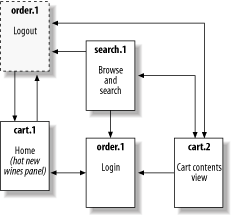 order.1
Logout
search.1
Browse
and
search
cart.1
Home
(hot new
wines panel)
order.1
Login
cart.2
Cart contents
view